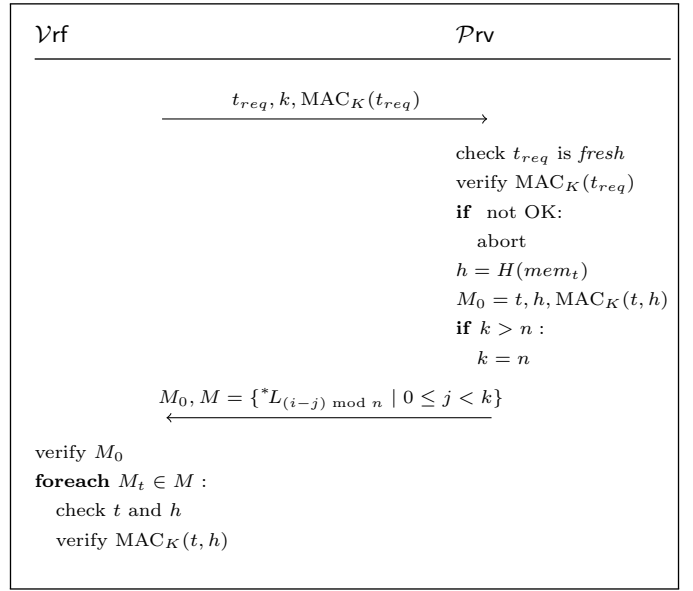 𝒱rf 𝒫rv
t_req, k, MAC_K(t_req)
check t_req is fresh
verify MAC_K(t_req)
if not OK:
abort
h = H(mem_t)
M_0 = t, h, MAC_K(t, h)
if k > n :
k = n
M_0, M = {*L_(i−j) mod n | 0 ≤ j < k}
verify M_0
foreach M_t ∈ M :
check t and h
verify MAC_K(t, h)